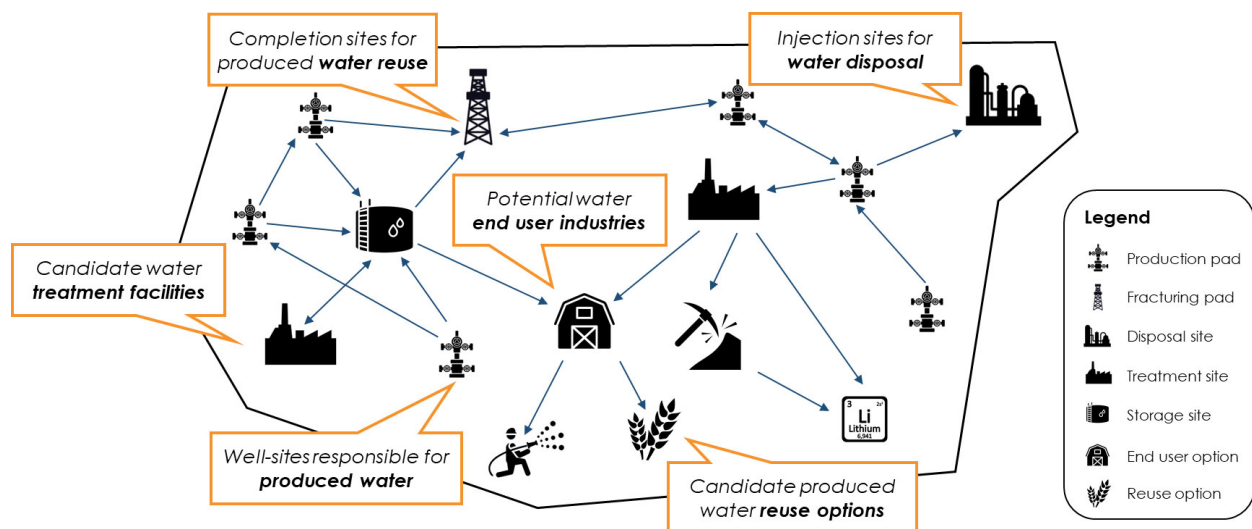 Completion sites for
produced water reuse
Injection sites for
water disposal
Potential water
end user industries
Candidate water
treatment facilities
Well-sites responsible for
produced water
Candidate produced
water reuse options
3 2s¹
Li
Lithium
6,941
Legend
Production pad
Fracturing pad
Disposal site
Treatment site
Storage site
End user option
Reuse option